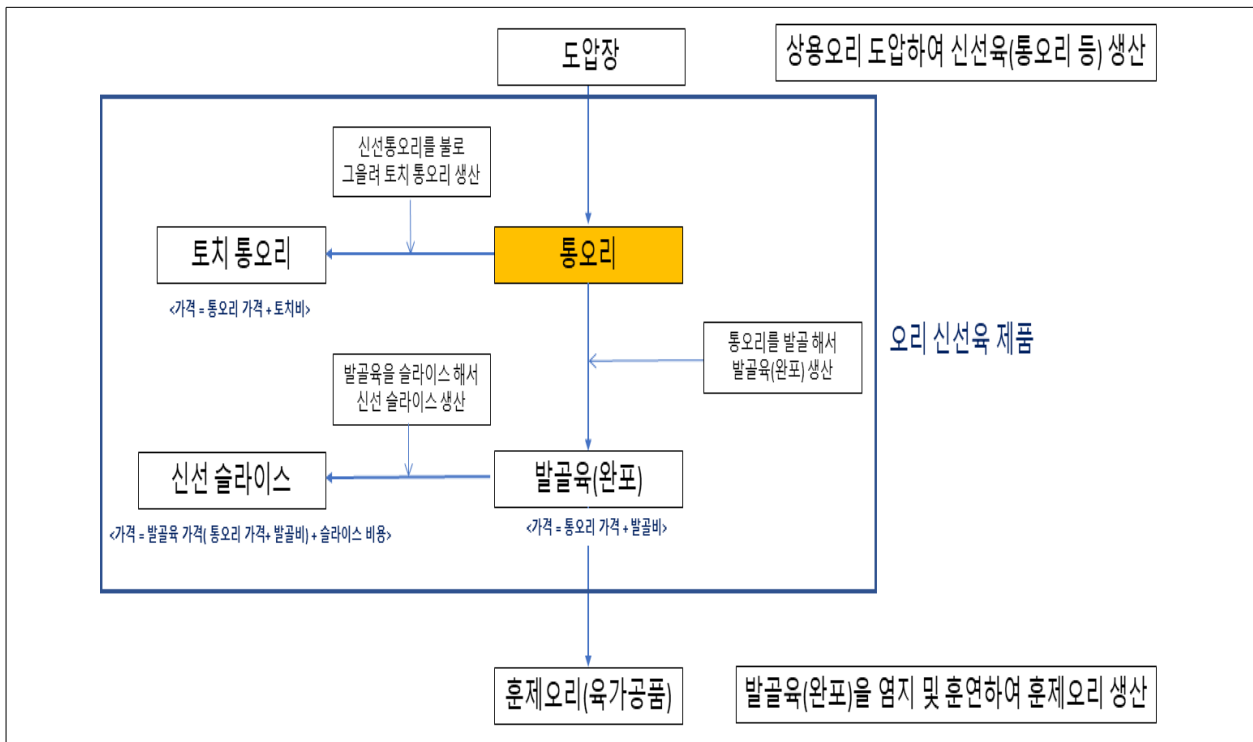 도압장
상용오리 도압하여 신선육(통오리 등) 생산
신선통오리를 불로
그을려 토치 통오리 생산
토치 통오리
통오리
<가격 = 통오리 가격 + 토치비>
통오리를 발골 해서
발골육(완포) 생산
오리 신선육 제품
발골육을 슬라이스 해서
신선 슬라이스 생산
신선 슬라이스
발골육(완포)
<가격 = 발골육 가격( 통오리 가격+ 발골비) + 슬라이스 비용>
<가격 = 통오리 가격 + 발골비>
훈제오리(육가공품)
발골육(완포)을 염지 및 훈연하여 훈제오리 생산